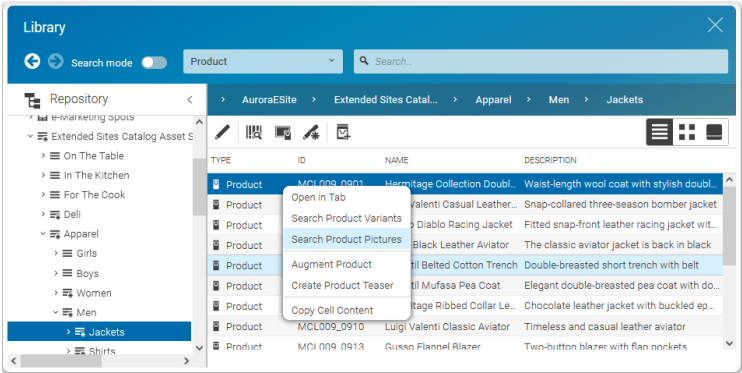 Library
Search mode
Product
Search...
Repository
AuroraESite > Extended Sites Catal... > Apparel > Men > Jackets
e-Marketing Spots
Extended Sites Catalog Asset S
On The Table
In The Kitchen
For The Cook
Deli
Apparel
Girls
Boys
Women
Men
Jackets
Shirts
TYPE ID NAME DESCRIPTION
Product MCL009_0901 Hermitage Collection Doubl... Waist-length wool coat with stylish doubl...
Product Valenti Casual Leather... Snap-collared three-season bomber jacket
Product Diablo Racing Jacket Fitted snap-front leather racing jacket wit...
Product Black Leather Aviator The classic aviator jacket is back in black
Product til Belted Cotton Trench Double-breasted short trench with belt
Product til Mufasa Pea Coat Elegant double-breasted pea coat with do...
Product itage Ribbed Collar Le... Chocolate leather jacket with buckled ep...
Product MCL009_0910 Luigi Valenti Classic Aviator Timeless and casual leather aviator
Product MCL009_0913 Gusso Flannel Blazer Two-button blazer with flap pockets
Open in Tab
Search Product Variants
Search Product Pictures
Augment Product
Create Product Teaser
Copy Cell Content